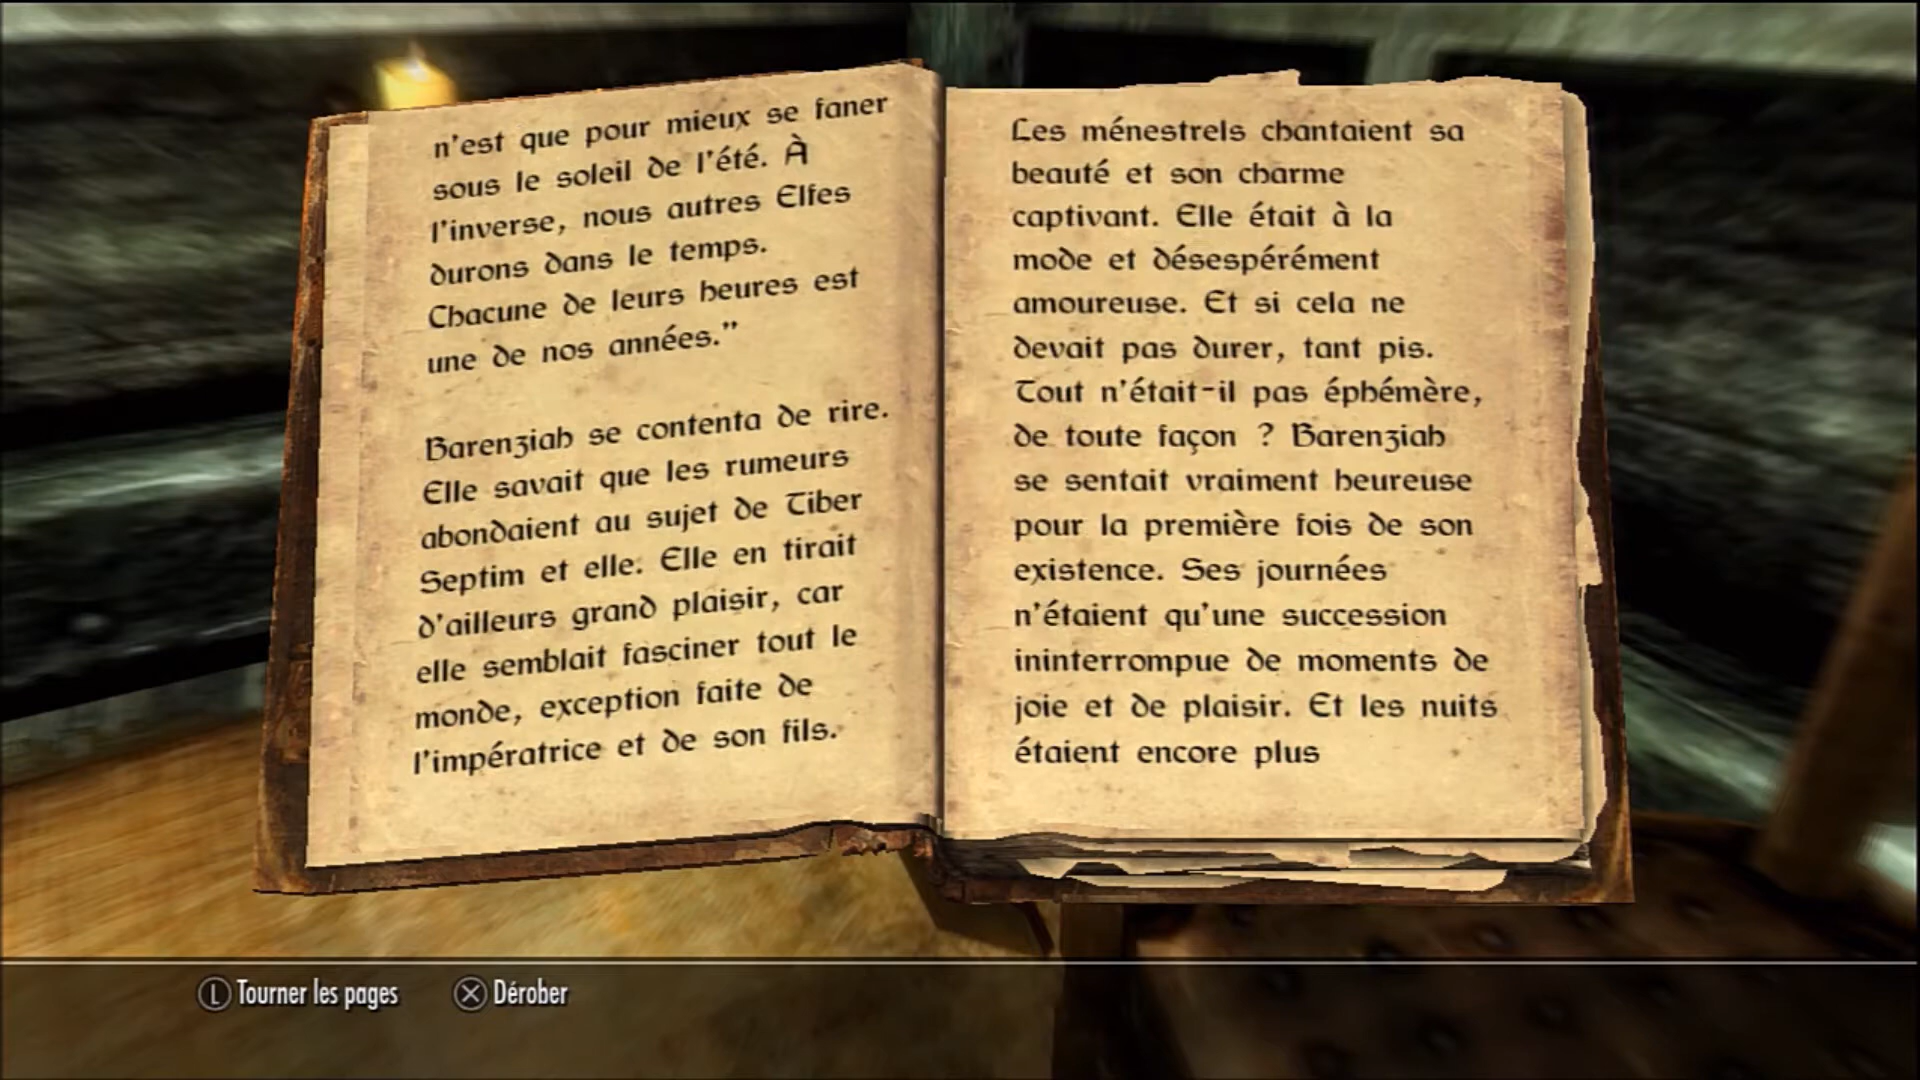 n'est que pour mieux se faner
sous le soleil de l'été. À
l'inverse, nous autres Elfes
durons dans le temps.
Chacune de leurs heures est
une de nos années."
Barenziah se contenta de rire.
Elle savait que les rumeurs
abondaient au sujet de Tiber
Septim et elle. Elle en tirait
d'ailleurs grand plaisir, car
elle semblait fasciner tout le
monde, exception faite de
l'impératrice et de son fils.
Les ménestrels chantaient sa
beauté et son charme
captivant. Elle était à la
mode et désespérément
amoureuse. Et si cela ne
devait pas durer, tant pis.
Tout n'était-il pas éphémère,
de toute façon ? Barenziah
se sentait vraiment heureuse
pour la première fois de son
existence. Ses journées
n'étaient qu'une succession
ininterrompue de moments de
joie et de plaisir. Et les nuits
étaient encore plus
L Tourner les pages
X Dérober